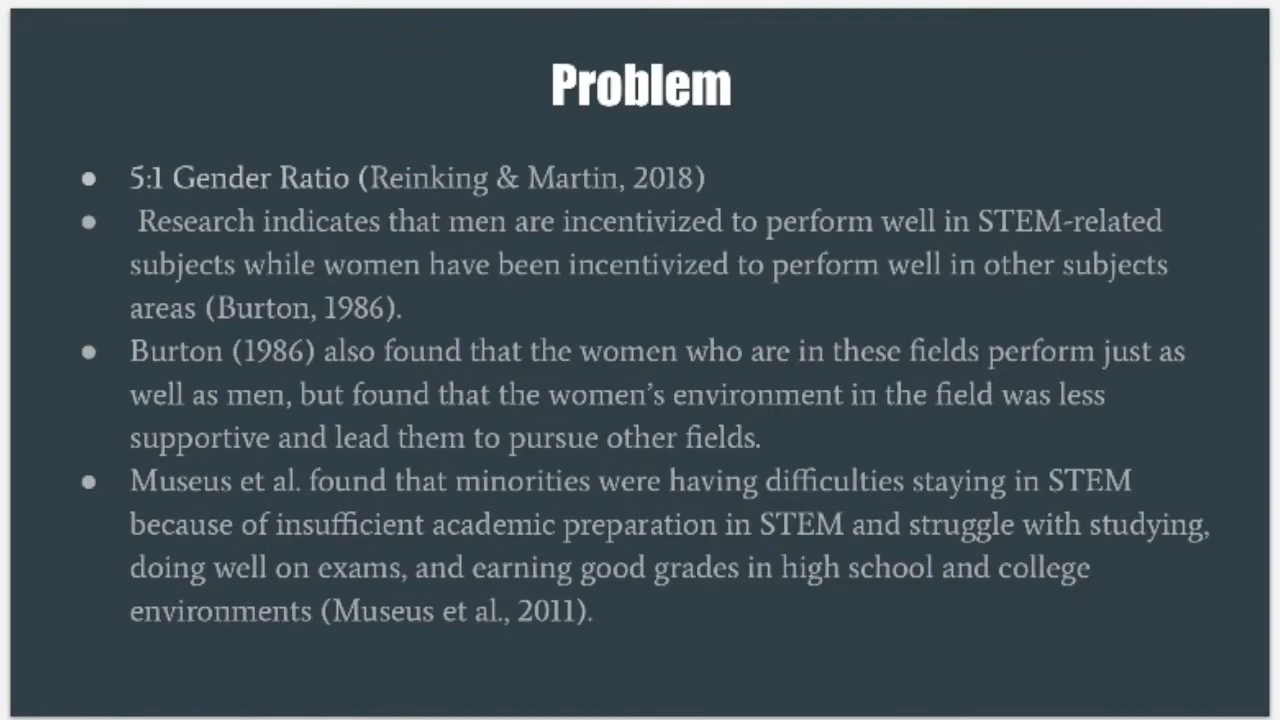 Problem
● 5:1 Gender Ratio (Reinking & Martin, 2018)
● Research indicates that men are incentivized to perform well in STEM-related
subjects while women have been incentivized to perform well in other subjects
areas (Burton, 1986).
● Burton (1986) also found that the women who are in these fields perform just as
well as men, but found that the women’s environment in the field was less
supportive and lead them to pursue other fields.
● Museus et al. found that minorities were having difficulties staying in STEM
because of insufficient academic preparation in STEM and struggle with studying,
doing well on exams, and earning good grades in high school and college
environments (Museus et al., 2011).